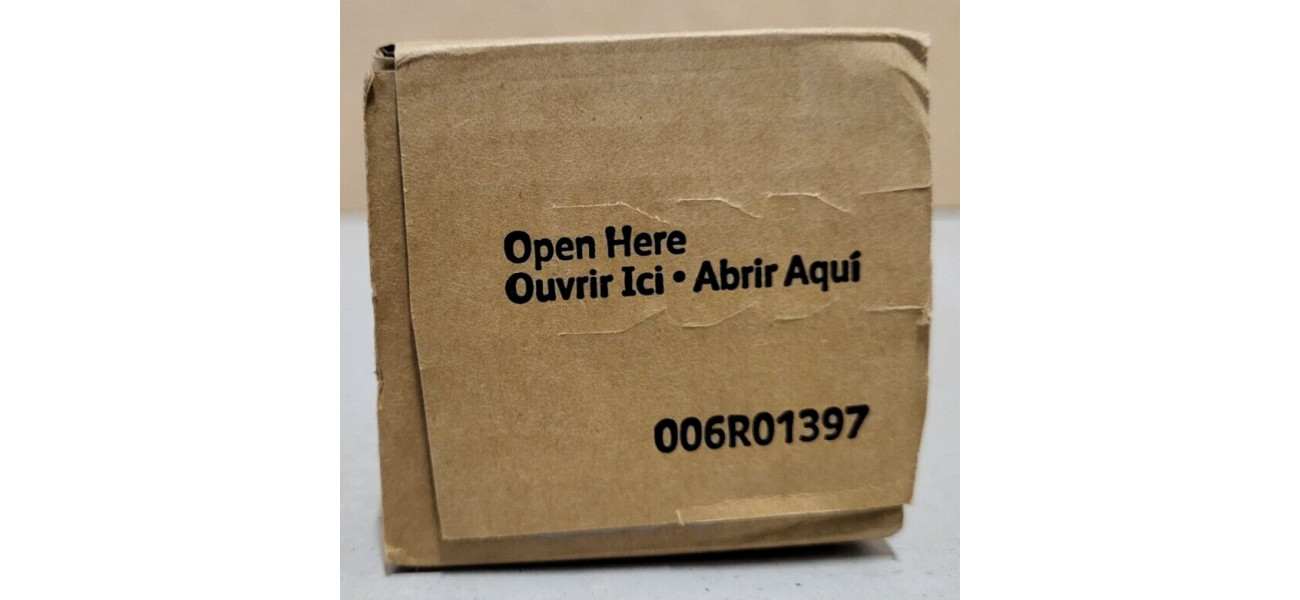 Open Here
Ouvrir Ici • Abrir Aquí
006R01397